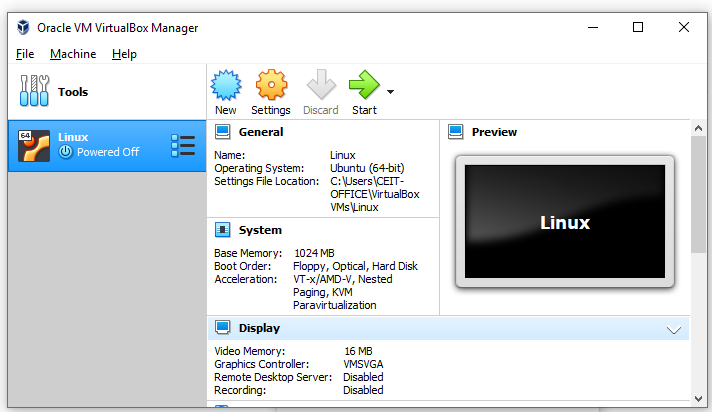 Oracle VM VirtualBox Manager
File Machine Help
Tools
New Settings Discard Start
64
Linux
Powered Off
General
Name: Linux
Operating System: Ubuntu (64-bit)
Settings File Location: C:\Users\CEIT-
OFFICE\VirtualBox
VMs\Linux
System
Base Memory: 1024 MB
Boot Order: Floppy, Optical, Hard Disk
Acceleration: VT-x/AMD-V, Nested
Paging, KVM
Paravirtualization
Preview
Linux
Display
Video Memory: 16 MB
Graphics Controller: VMSVGA
Remote Desktop Server: Disabled
Recording: Disabled